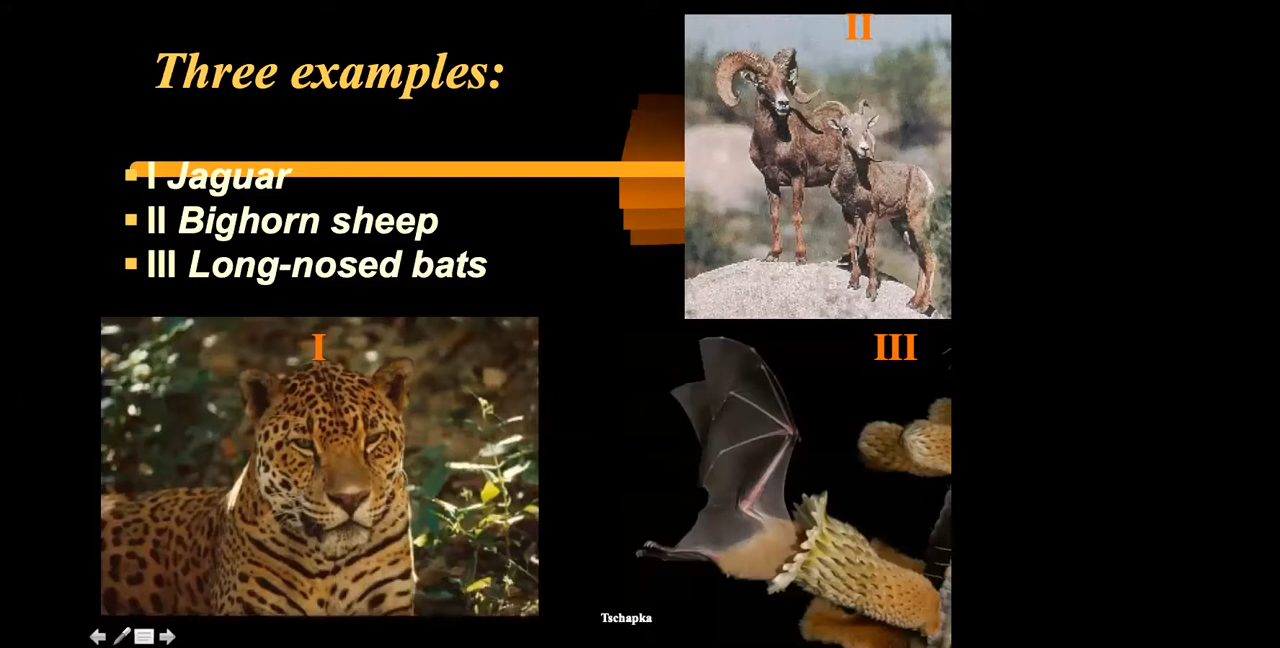 Three examples:
I Jaguar
II Bighorn sheep
III Long-nosed bats
II
I
III
Tschapka